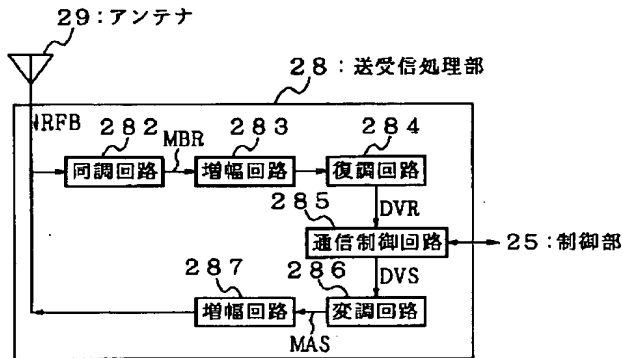 29：アンテナ
28：送受信処理部
NRFB
282
MBR
283
284
同調回路
増幅回路
復調回路
285
DVR
通信制御回路
25：制御部
287
DVS
286
増幅回路
変調回路
MAS